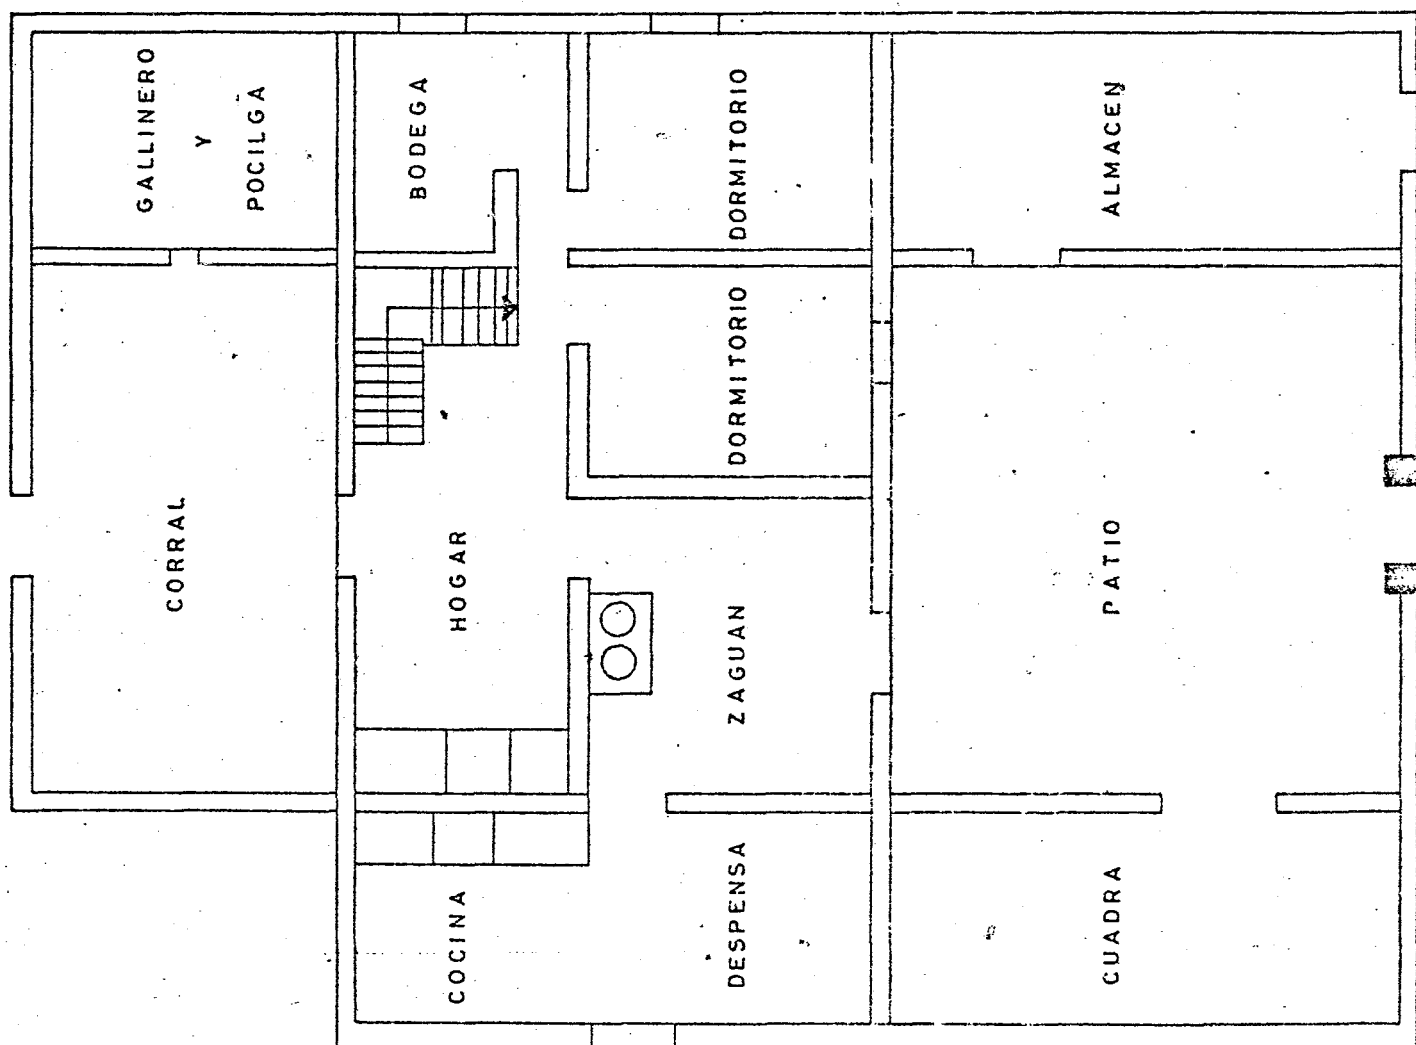 GALLINERO
Y
POCILGA
BODEGA
DORMITORIO
ALMACEN
DORMITORIO
CORRAL
HOGAR
ZAGUAN
PATIO
COCINA
DESPENSA
CUADRA